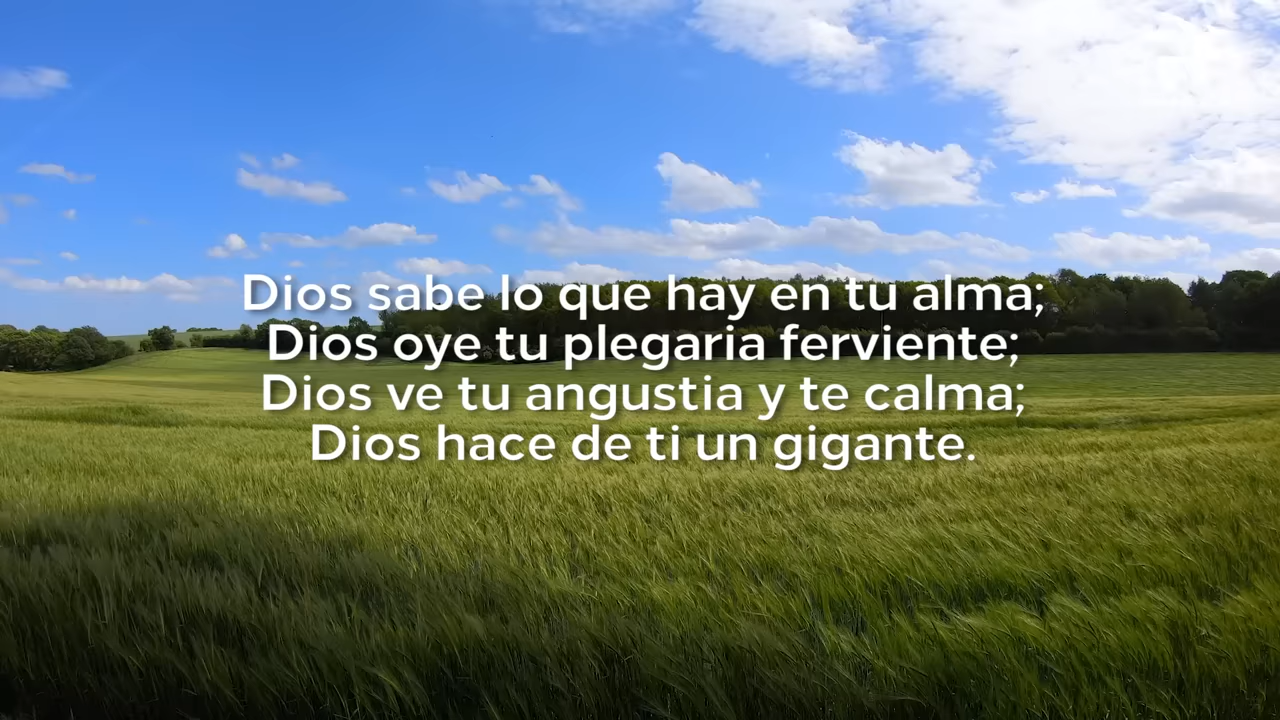 Dios sabe lo que hay en tu alma;
Dios oye tu plegaria ferviente;
Dios ve tu angustia y te calma;
Dios hace de ti un gigante.